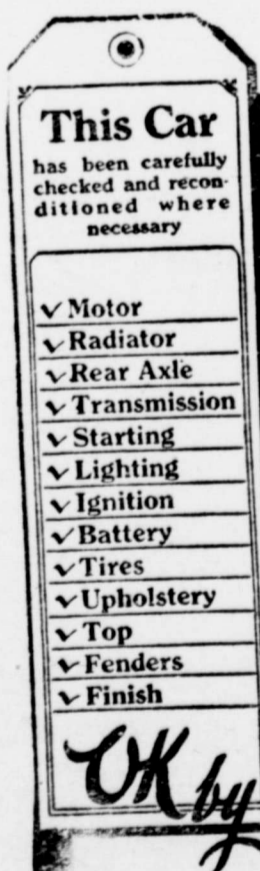 This Car
has been carefully
checked and recon-
ditioned where
necessary
✓ Motor
✓ Radiator
✓ Rear Axle
✓ Transmission
✓ Starting
✓ Lighting
✓ Ignition
✓ Battery
✓ Tires
✓ Upholstery
✓ Top
✓ Fenders
✓ Finish
OK by